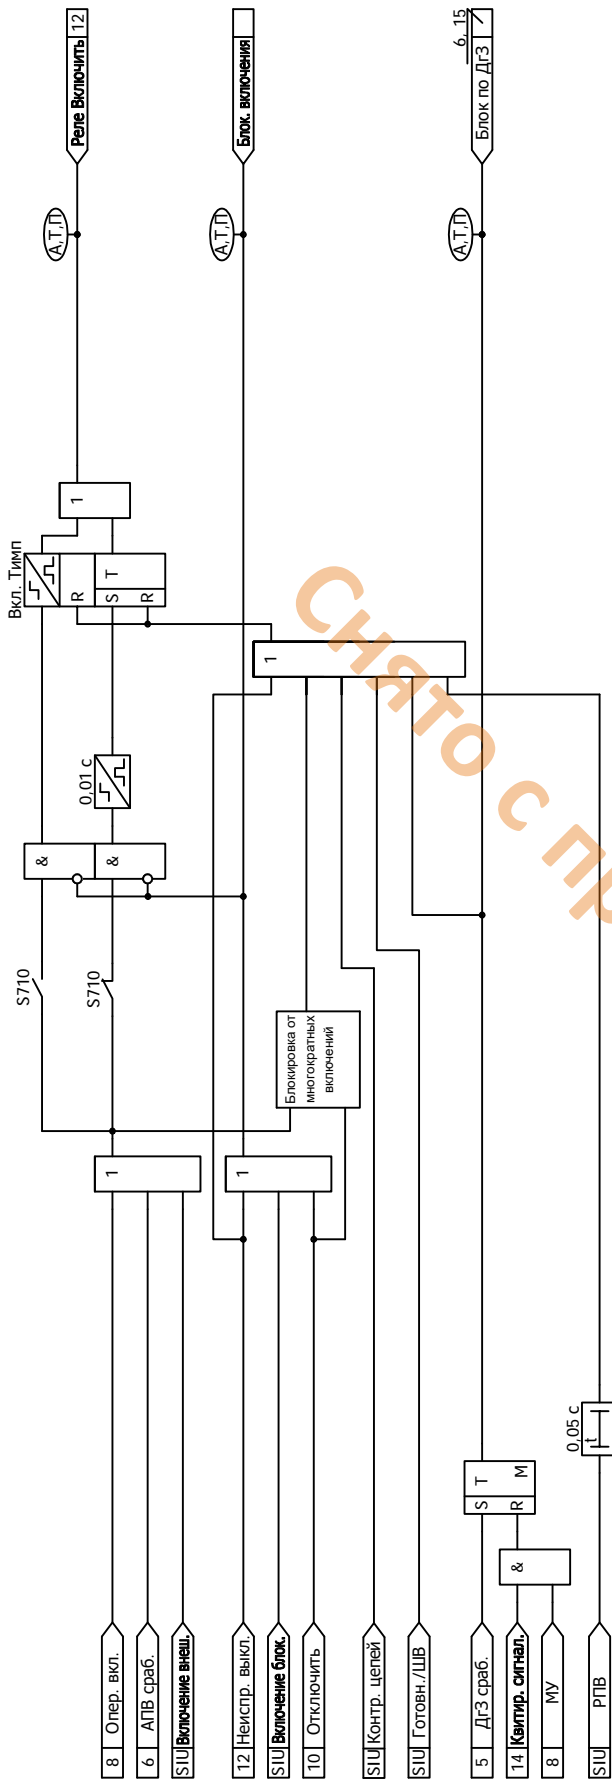 8 Опер. вкл.
6 АПВ сраб.
SIU Включение внеш.
12 Неиспр. выкл.
SIU Включение блок.
10 Отключить
SIU Контр. цепей
SIU Готовн./ШВ
5 ДгЗ сраб.
14 Квитир. сигнал.
8 МУ
SIU РПВ
1
1
&
S T
R M
0,05 с
t
Блокировка от
многократных
включений
S710
S710
&
&
0,01 с
1
Вкл. Тимп
R
S T
R
1
А,Т,П
А,Т,П
А,Т,П
Реле Включить 12
Блок. включения
Блок по ДгЗ
6, 15
Снято с пр